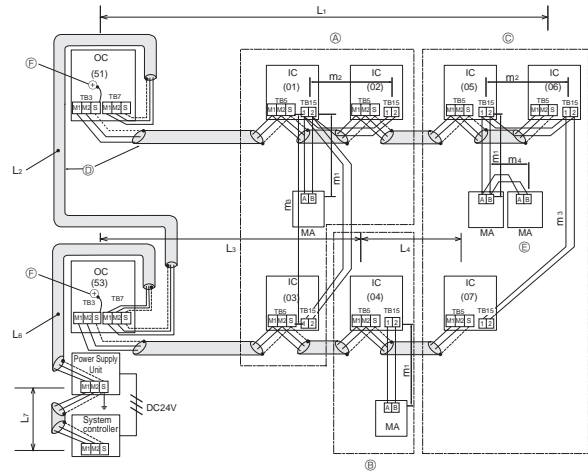 L1
A
C
OC
(51)
F
TB3 TB7
M1 M2 S M1 M2 S
IC
(01)
TB5 TB15
M1 M2 S 1 2
m2
IC
(02)
TB5 TB15
M1 M2 S 1 2
IC
(05)
TB5 TB15
M1 M2 S 1 2
m2
IC
(06)
TB5 TB15
M1 M2 S 1 2
L2
D
m3
m1
A B
MA
m1
m4
A B
MA
A B
MA
E
m3
L3
L4
OC
(53)
F
TB3 TB7
M1 M2 S M1 M2 S
IC
(03)
TB5 TB15
M1 M2 S 1 2
IC
(04)
TB5 TB15
M1 M2 S 1 2
IC
(07)
TB5 TB15
M1 M2 S 1 2
L6
Power Supply
Unit
M1 M2 S
DC24V
L7
System
controller
M1 M2 S
m1
A B
MA
B